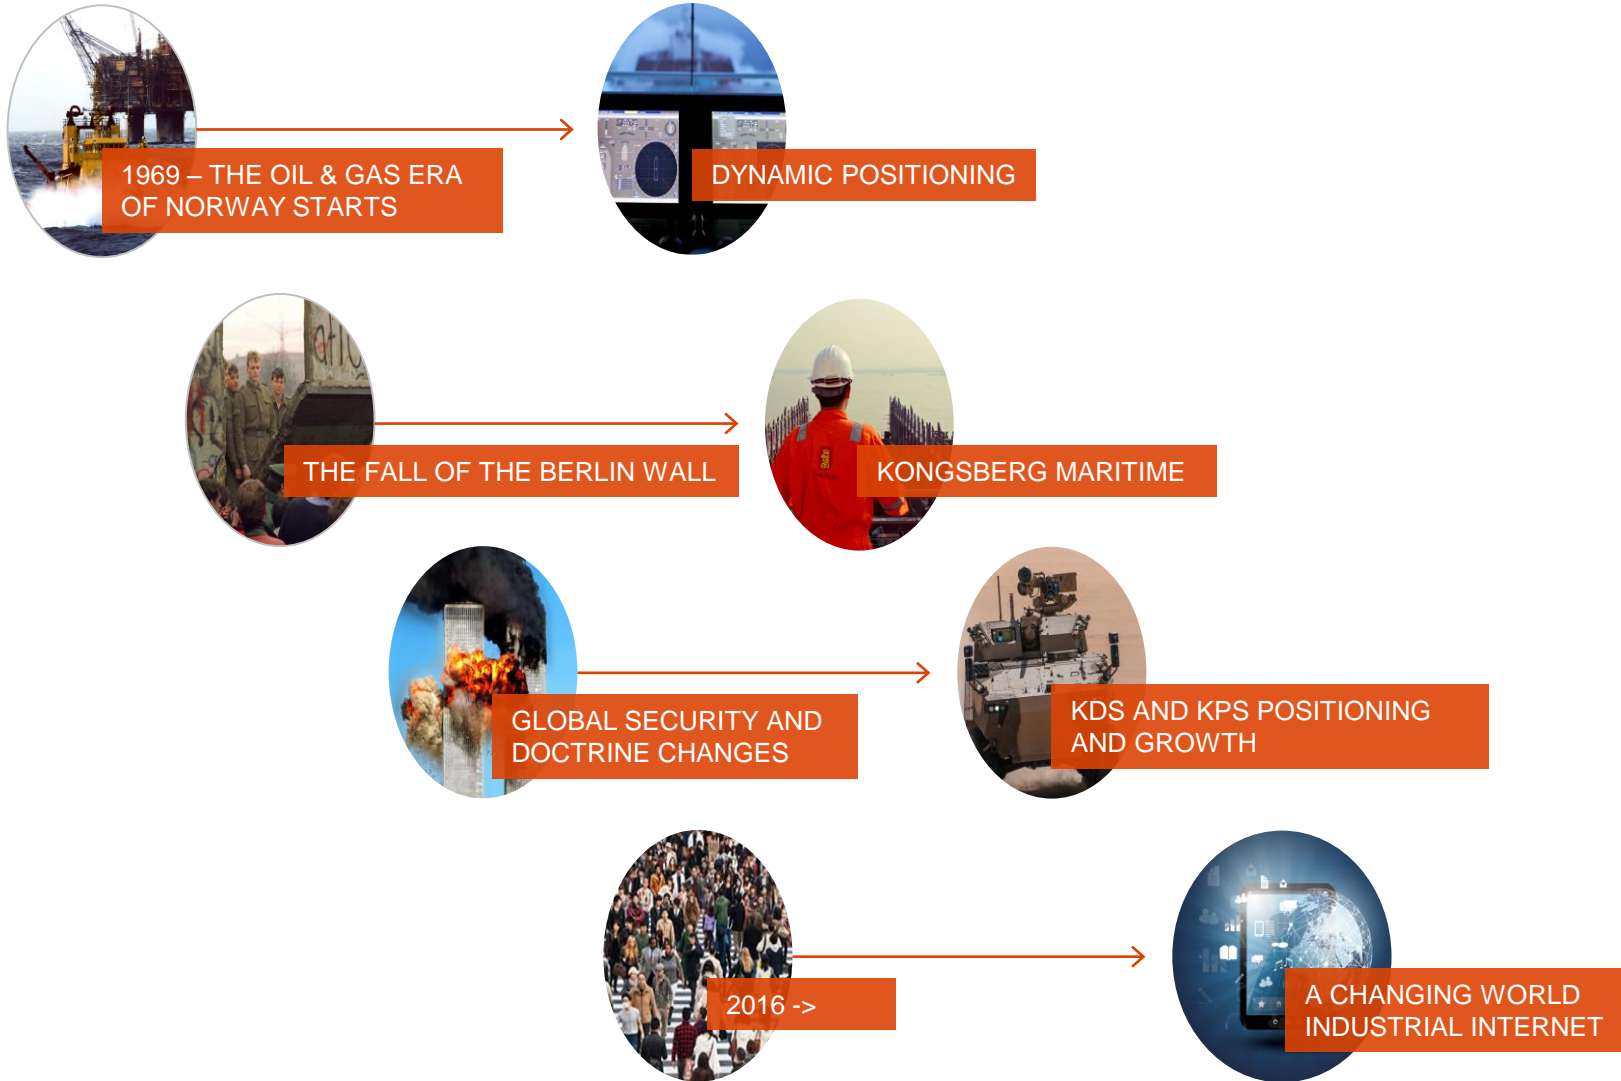 1969 – THE OIL & GAS ERA
OF NORWAY STARTS
DYNAMIC POSITIONING
THE FALL OF THE BERLIN WALL
KONGSBERG MARITIME
GLOBAL SECURITY AND
DOCTRINE CHANGES
KDS AND KPS POSITIONING
AND GROWTH
2016 ->
A CHANGING WORLD
INDUSTRIAL INTERNET